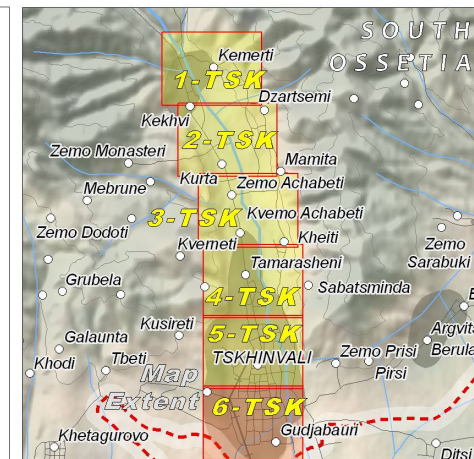 SOUTH
OSSETIA
Kemerti
1-TSK
Dzartsemi
Kekhvi
2-TSK
Zemo Monasteri
Mamita
Kurta
Zemo Achabeti
Mebrune
3-TSK
Kvemo Achabeti
Zemo Dodoti
Kverneti
Kheiti
Zemo
Sarabuki
Tamarasheni
Grubela
4-TSK
Sabatsminda
Kusireti
5-TSK
Argvits
Galaunta
Berula
TSKHINVALI
Zemo Prisi
Khodi
Tbeti
Pirsi
Map
Extent
6-TSK
Gudjabauri
Khetagurovo
Ditsi